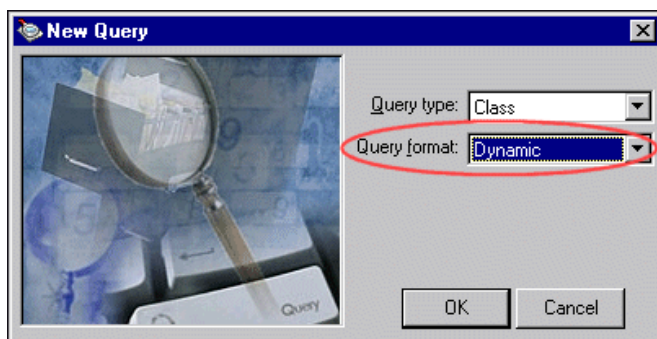 New Query
Query type: Class
Query format: Dynamic
Query
OK Cancel